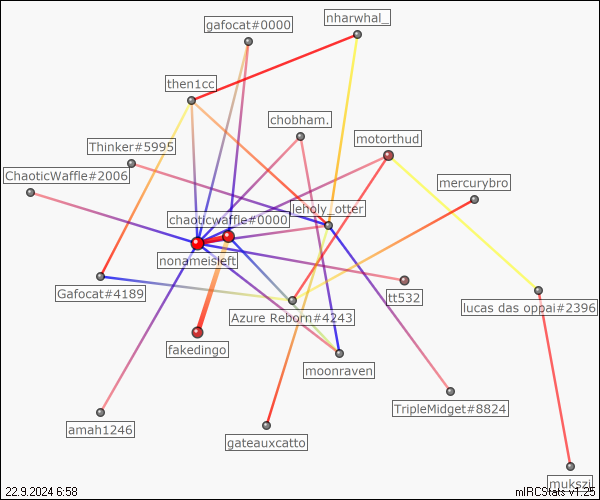 nharwhal_
gafocat#0000
then1cc
chobham.
motorthud
Thinker#5995
ChaoticWaffle#2006
mercurybro
leholy_otter
chaoticwaffle#0000
nonameisleft
Gafocat#4189
tt532
Azure Reborn#4243
lucas das oppai#2396
fakedingo
moonraven
TripleMidget#8824
amah1246
gateauxcatto
mukszi
22.9.2024 6:58
mIRCStats v1.25